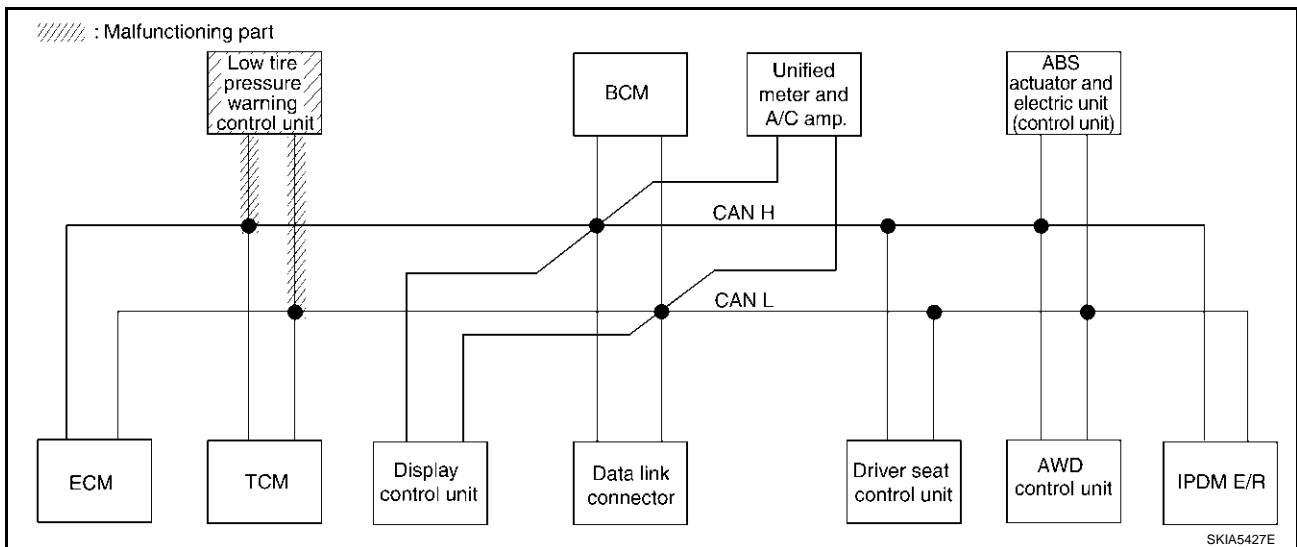 : Malfunctioning part
Low tire
pressure
warning
control unit
BCM
Unified
meter and
A/C amp.
ABS
actuator and
electric unit
(control unit)
CAN H
CAN L
ECM
TCM
Display
control unit
Data link
connector
Driver seat
control unit
AWD
control unit
IPDM E/R
SKIA5427E